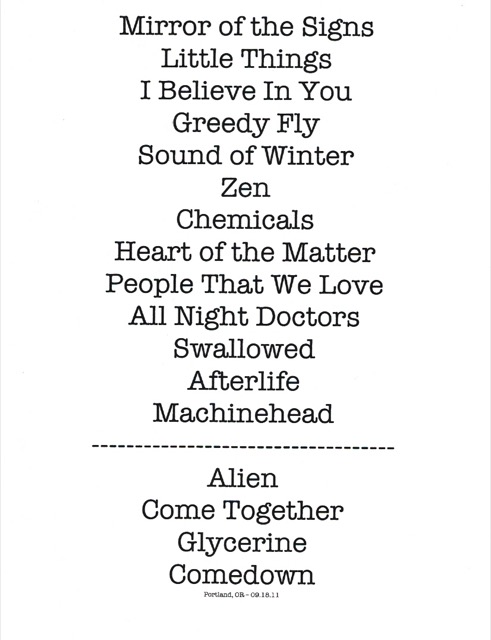 Mirror of the Signs
Little Things
I Believe In You
Greedy Fly
Sound of Winter
Zen
Chemicals
Heart of the Matter
People That We Love
All Night Doctors
Swallowed
Afterlife
Machinehead
-----------------------------------
Alien
Come Together
Glycerine
Comedown
Portland, OR - 09.18.11